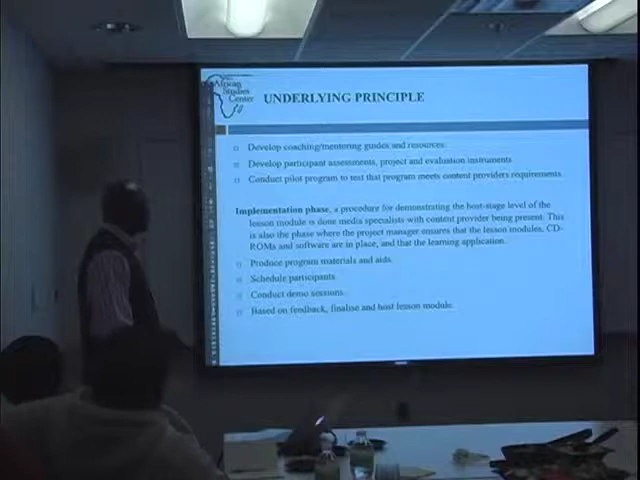 African
Studies
Center
UNDERLYING PRINCIPLE
Develop coaching/mentoring guides and resources.
Develop participant assessments, project and evaluation instruments
Conduct pilot program to test that program meets content providers requirements.
Implementation phase, a procedure for demonstrating the host-stage level of the
lesson module is done media specialists with content provider being present. This
is also the phase where the project manager ensures that the lesson modules, CD-
ROMs and software are in place, and that the learning application.
Produce program materials and aids.
Schedule participants.
Conduct demo sessions.
Based on feedback, finalise and host lesson module.